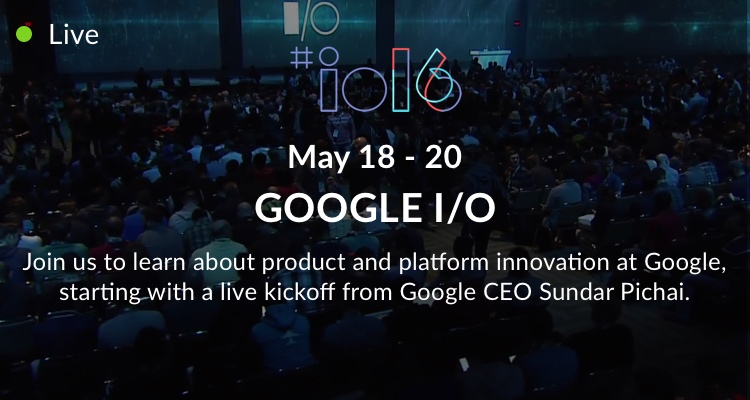 I/O
Live
#io16
May 18 - 20
GOOGLE I/O
Join us to learn about product and platform innovation at Google,
starting with a live kickoff from Google CEO Sundar Pichai.